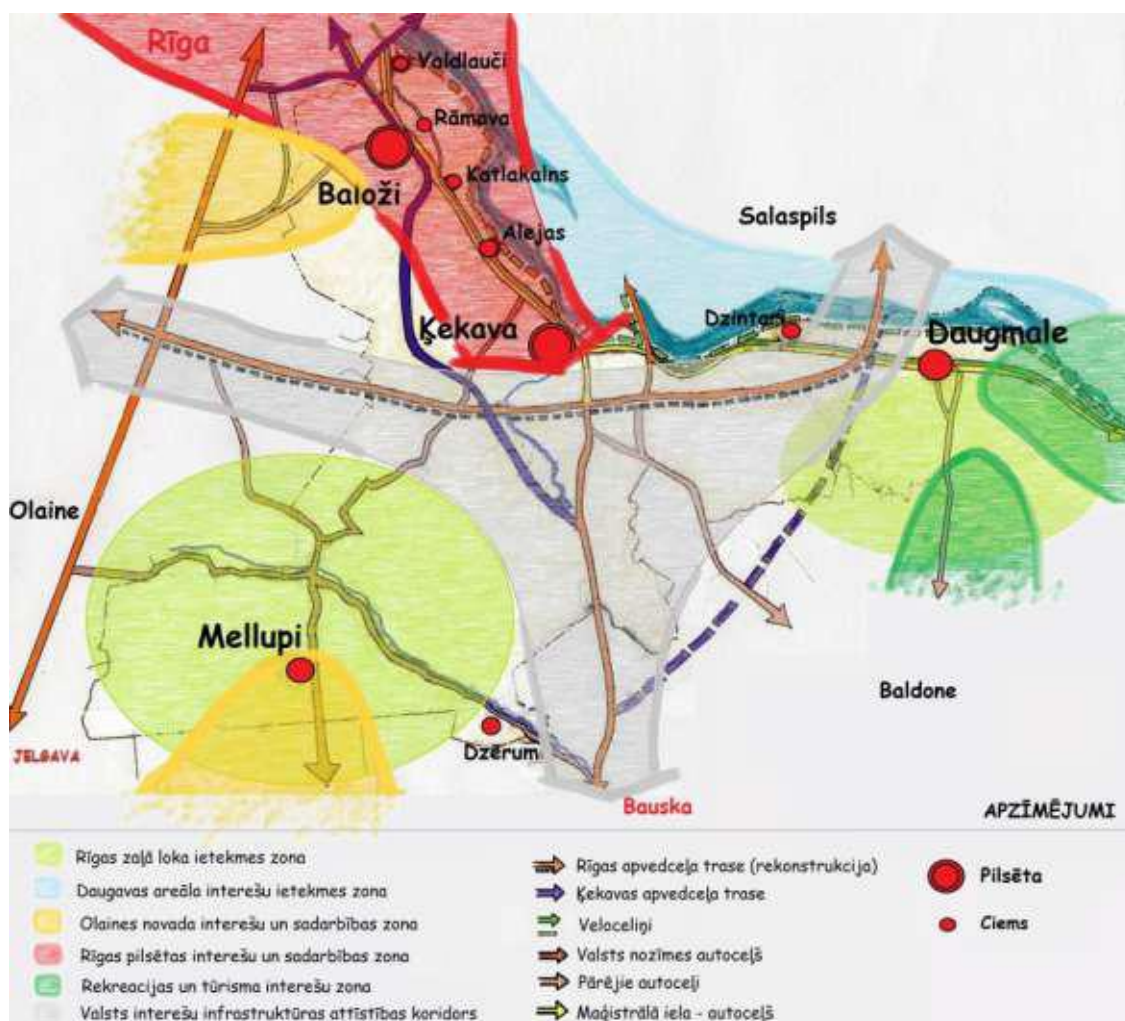 Rīga
Valdlauči
Rāmava
Baloži
Katlakalns
Alejas
Salaspils
Ķekava
Dzintari
Daugmale
Olaine
Mellupi
Baldone
Dzērum
JELGAVA
Bauska
APZĪMĒJUMI
Rīgas zaļā loka ietekmes zona
Daugavas areāla interešu ietekmes zona
Olaines novada interešu un sadarbības zona
Rīgas pilsētas interešu un sadarbības zona
Rekreacijas un tūrisma interešu zona
Valsts interešu infrastruktūras attīstības koridors
Rīgas apvedceļa trase (rekonstrukcija)
Ķekavas apvedceļa trase
Veloceliņi
Valsts nozīmes autoceļš
Pārējie autoceļi
Maģistrālā iela - autoceļš
Pilsēta
Ciems